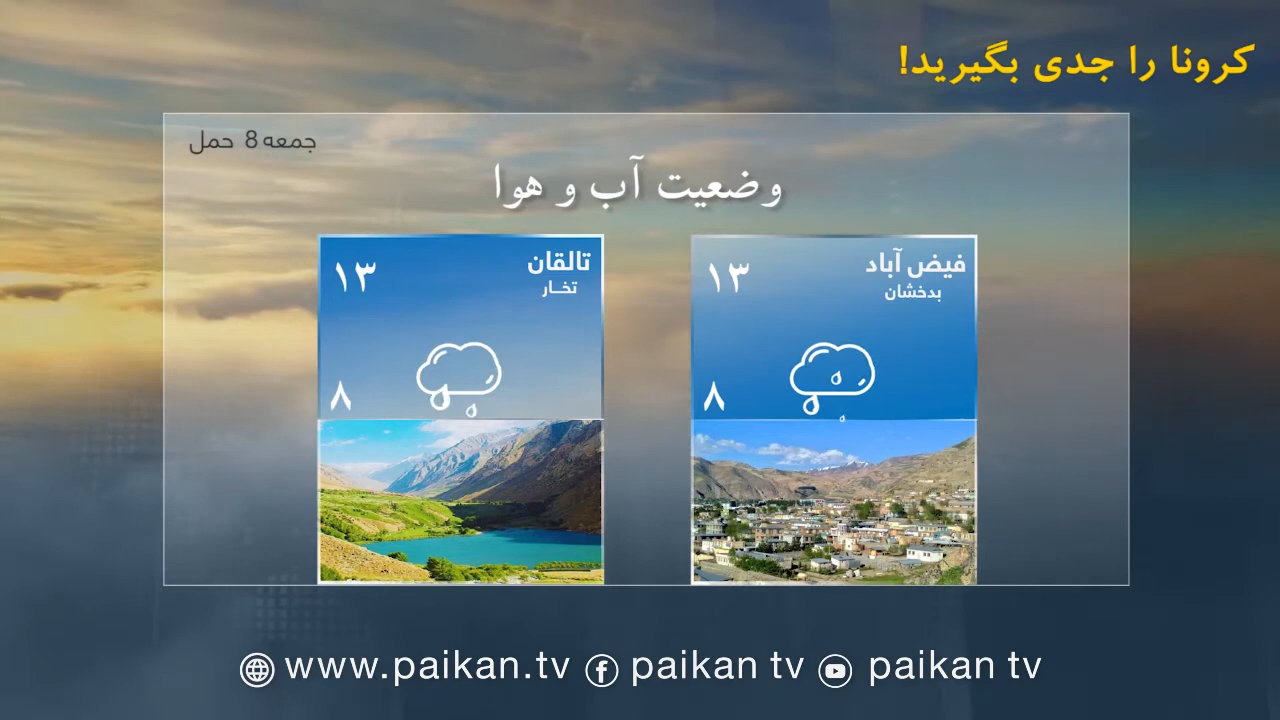 کرونا را جدی بگیرید!
جمعه 8 حمل
وضعیت آب و هوا
فیض آباد
بدخشان
۱۳
۸
تالقان
تخـار
۱۳
۸
www.paikan.tv paikan tv paikan tv